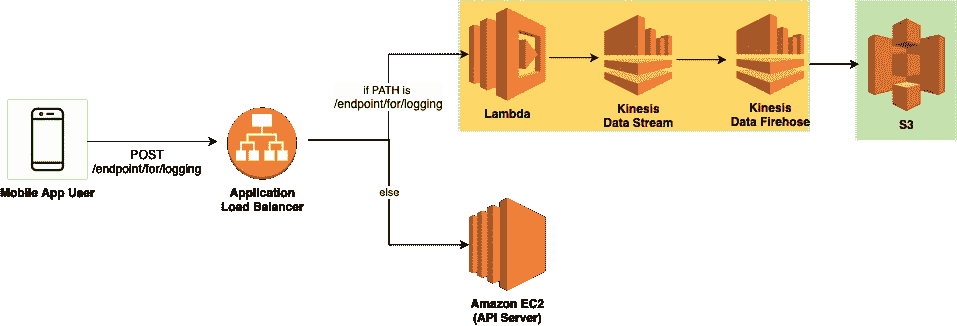 Mobile App User
POST
/endpoint/for/logging
Application
Load Balancer
if PATH is
/endpoint/for/logging
else
Lambda
Kinesis
Data Stream
Kinesis
Data Firehose
S3
Amazon EC2
(API Server)